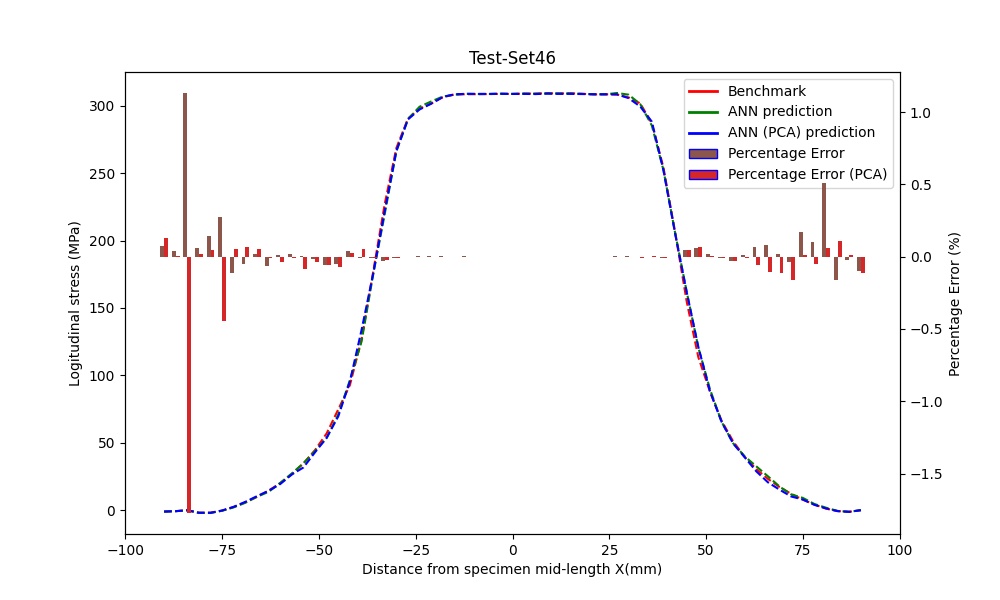 Test-Set46
Benchmark
ANN prediction
ANN (PCA) prediction
Percentage Error
Percentage Error (PCA)
Logitudinal stress (MPa)
300
250
200
150
100
50
0
1.0
0.5
0.0
−0.5
−1.0
−1.5
Percentage Error (%)
−100 −75 −50 −25 0 25 50 75 100
Distance from specimen mid-length X(mm)